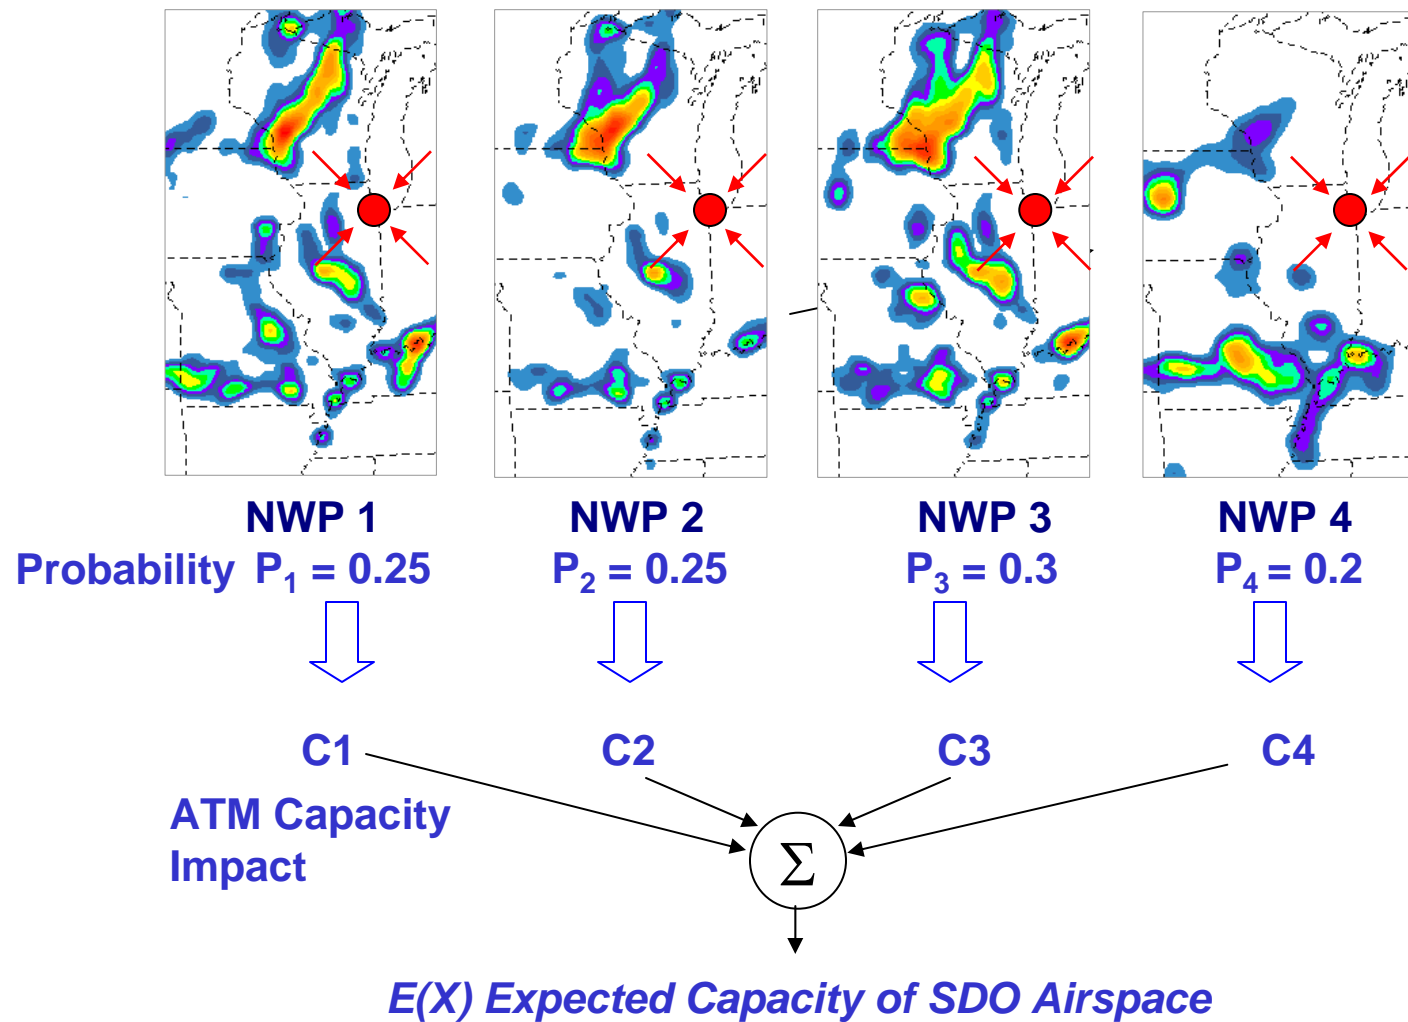 NWP 1 NWP 2 NWP 3 NWP 4
Probability P₁ = 0.25 P₂ = 0.25 P₃ = 0.3 P₄ = 0.2
C1 C2 C3 C4
ATM Capacity
Impact
Σ
E(X) Expected Capacity of SDO Airspace